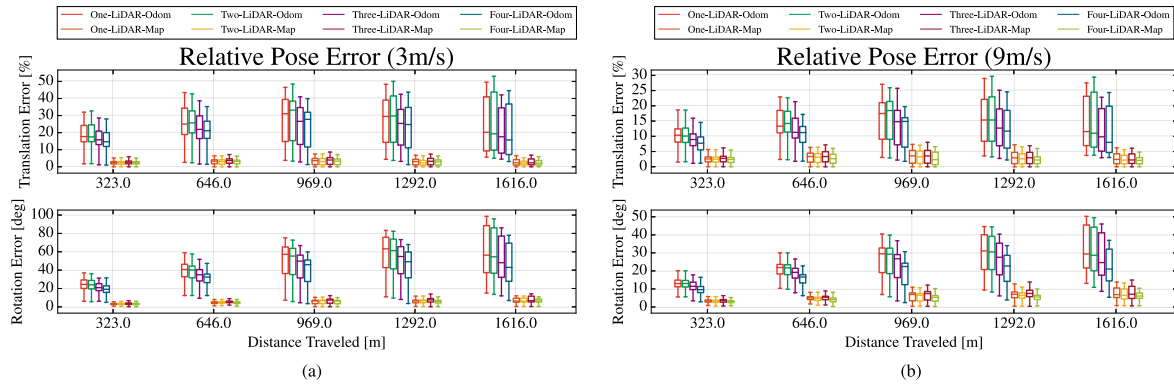 One-LiDAR-Odom Two-LiDAR-Odom Three-LiDAR-Odom Four-LiDAR-Odom
One-LiDAR-Map Two-LiDAR-Map Three-LiDAR-Map Four-LiDAR-Map
Relative Pose Error (3m/s)
Translation Error [%]
50
40
30
20
10
0
323.0 646.0 969.0 1292.0 1616.0
Rotation Error [deg]
100
80
60
40
20
0
323.0 646.0 969.0 1292.0 1616.0
Distance Traveled [m]
(a)
One-LiDAR-Odom Two-LiDAR-Odom Three-LiDAR-Odom Four-LiDAR-Odom
One-LiDAR-Map Two-LiDAR-Map Three-LiDAR-Map Four-LiDAR-Map
Relative Pose Error (9m/s)
Translation Error [%]
30
25
20
15
10
5
0
323.0 646.0 969.0 1292.0 1616.0
Rotation Error [deg]
50
40
30
20
10
0
323.0 646.0 969.0 1292.0 1616.0
Distance Traveled [m]
(b)